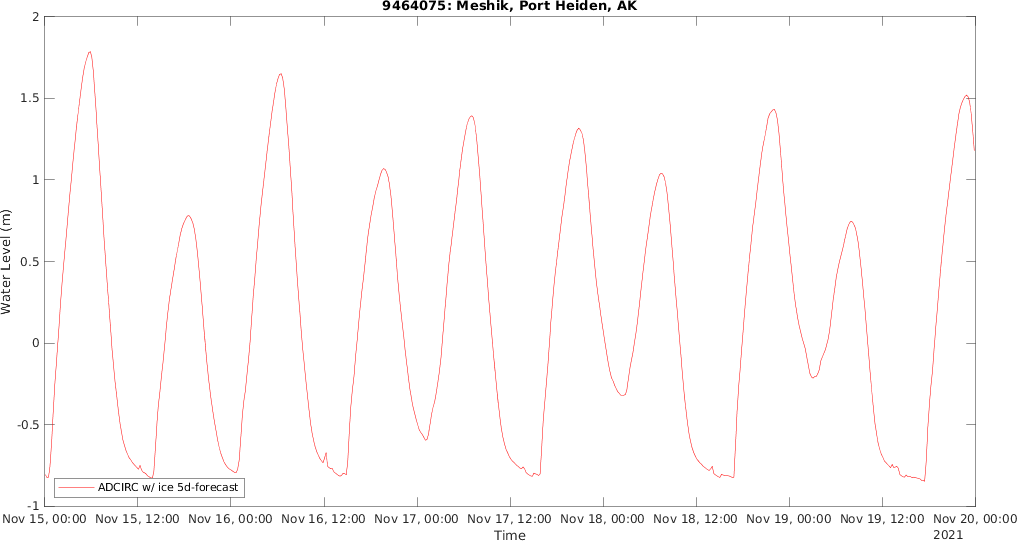 9464075: Meshik, Port Heiden, AK
2
1.5
1
0.5
0
-0.5
-1
Water Level (m)
ADCIRC w/ ice 5d-forecast
Nov 15, 00:00 Nov 15, 12:00 Nov 16, 00:00 Nov 16, 12:00 Nov 17, 00:00 Nov 17, 12:00 Nov 18, 00:00 Nov 18, 12:00 Nov 19, 00:00 Nov 19, 12:00 Nov 20, 00:00
Time
2021